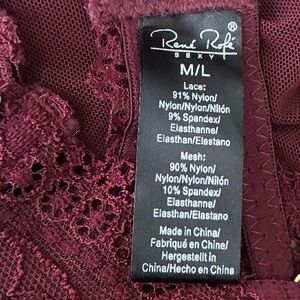 René Rofé®
SEXY
M/L
Lace:
91% Nylon/
Nylon/Nylon/Nilón
9% Spandex/
Elasthanne/
Elasthan/Elastano
Mesh:
90% Nylon/
Nylon/Nylon/Nilón
10% Spandex/
Elasthanne/
Elasthan/Elastano
Made in China/
Fabriqué en China/
Hergestellt in
China/Hecho en China